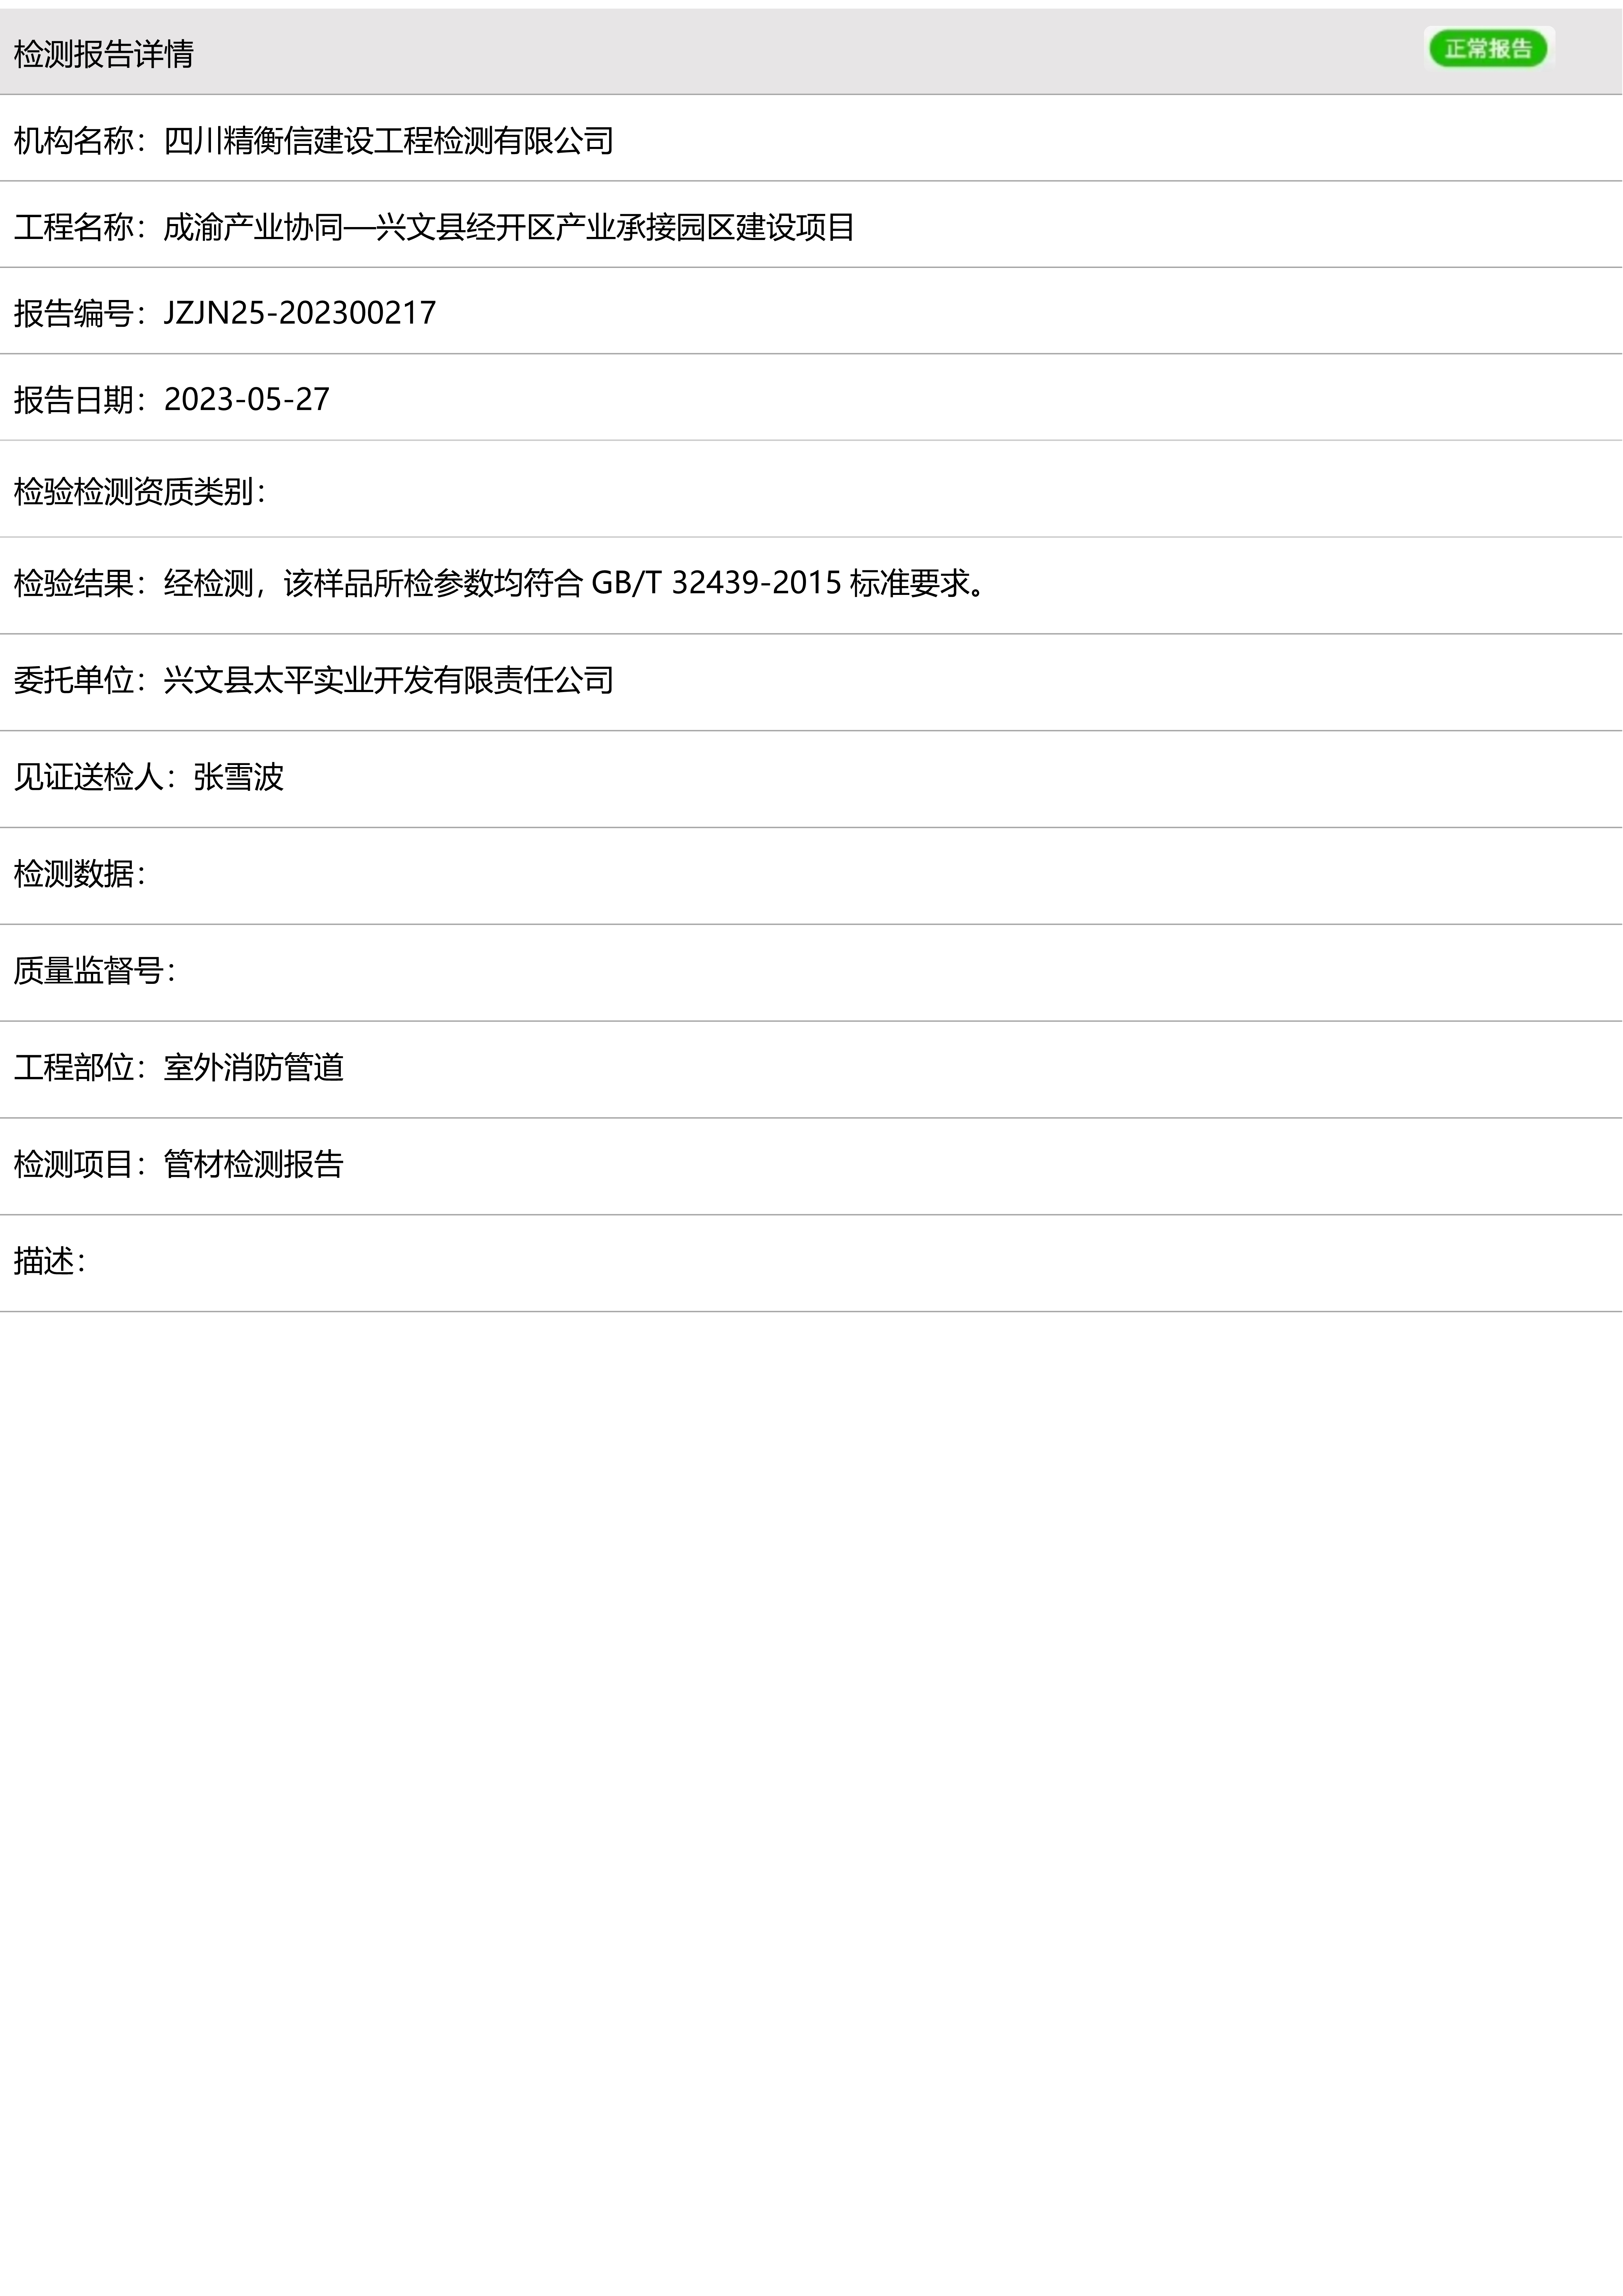 检测报告详情
正常报告
机构名称：四川精衡信建设工程检测有限公司
工程名称：成渝产业协同—兴文县经开区产业承接园区建设项目
报告编号：JZJN25-202300217
报告日期：2023-05-27
检验检测资质类别：
检验结果：经检测，该样品所检参数均符合 GB/T 32439-2015 标准要求。
委托单位：兴文县太平实业开发有限责任公司
见证送检人：张雪波
检测数据：
质量监督号：
工程部位：室外消防管道
检测项目：管材检测报告
描述：